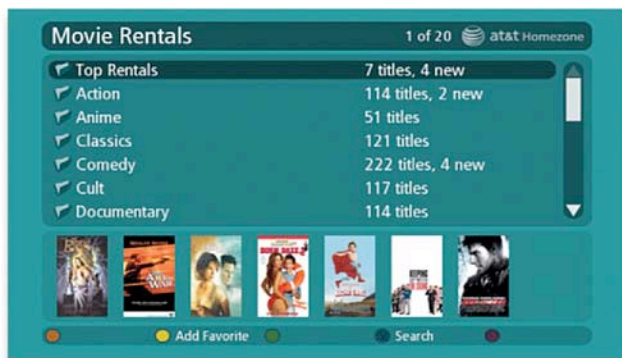 Movie Rentals 1 of 20 at&t Homezone
Top Rentals 7 titles, 4 new
Action 114 titles, 2 new
Anime 51 titles
Classics 121 titles
Comedy 222 titles, 4 new
Cult 117 titles
Documentary 114 titles
KEEPING
Add Favorite Search